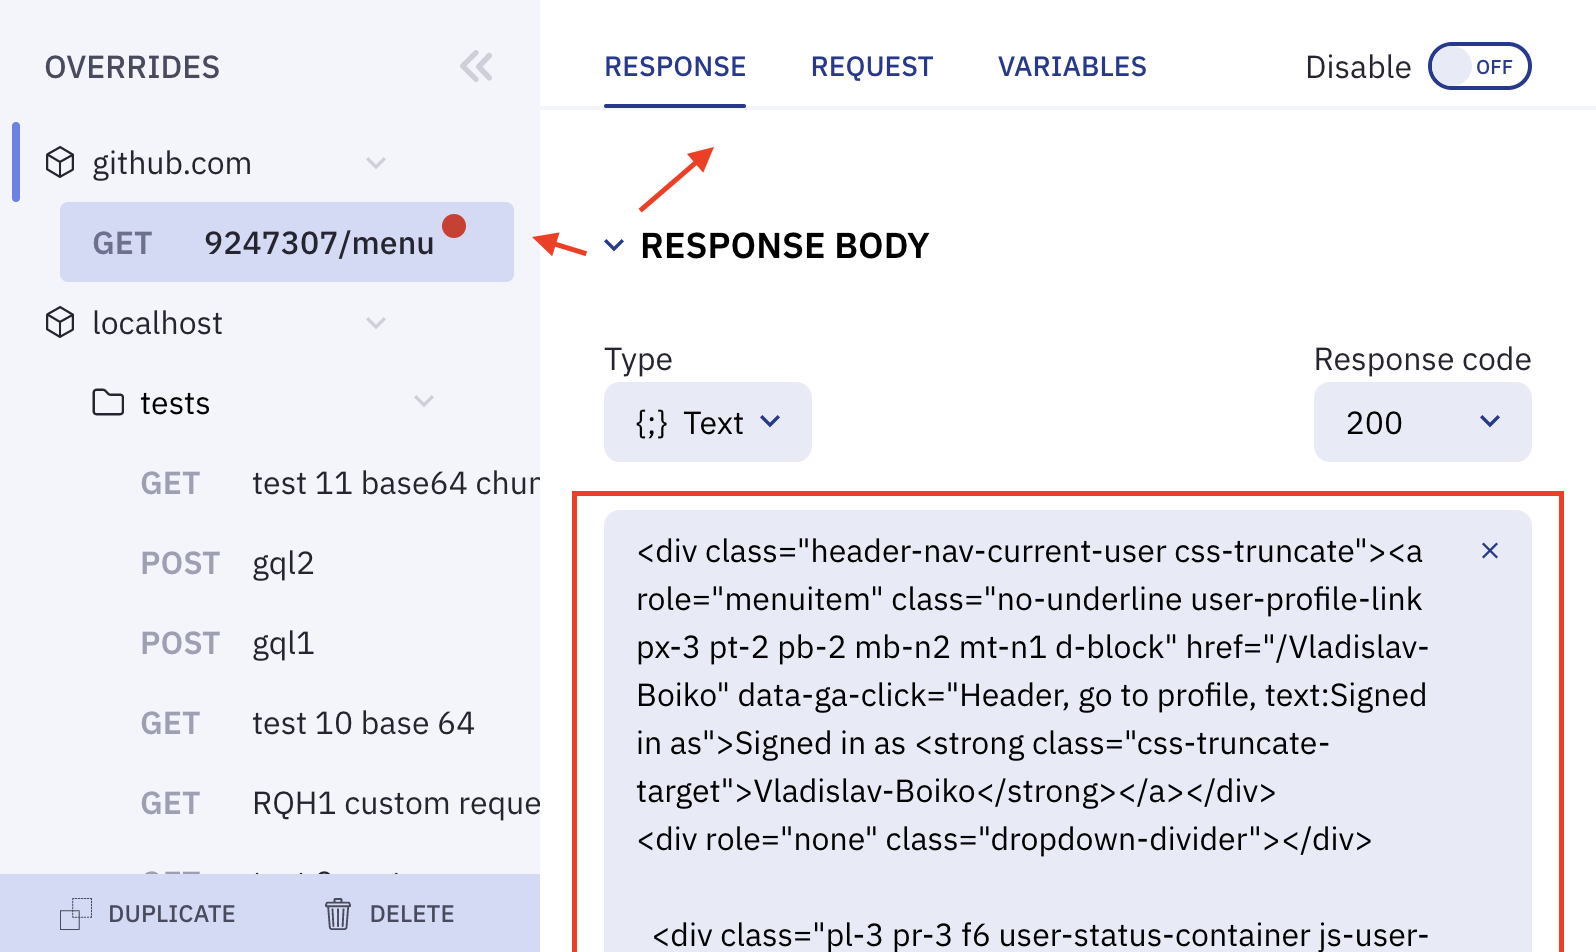 OVERRIDES
github.com
GET 9247307/menu
localhost
tests
GET test 11 base64 chun
POST gql2
POST gql1
GET test 10 base 64
GET RQH1 custom reque
DUPLICATE DELETE
RESPONSE REQUEST VARIABLES Disable OFF
RESPONSE BODY
Type Response code
{;} Text 200
<div class="header-nav-current-user css-truncate"><a
role="menuitem" class="no-underline user-profile-link
px-3 pt-2 pb-2 mb-n2 mt-n1 d-block" href="/Vladislav-
Boiko" data-ga-click="Header, go to profile, text:Signed
in as">Signed in as <strong class="css-truncate-
target">Vladislav-Boiko</strong></a></div>
<div role="none" class="dropdown-divider"></div>
<div class="pl-3 pr-3 f6 user-status-container js-user-